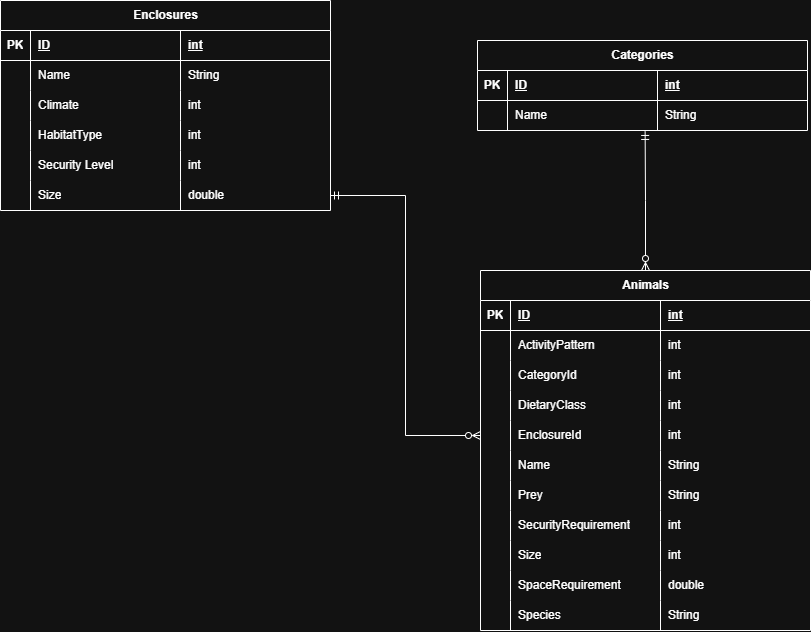 Enclosures
PK ID int
Name String
Climate int
HabitatType int
Security Level int
Size double
Categories
PK ID int
Name String
Animals
PK ID int
ActivityPattern int
CategoryId int
DietaryClass int
EnclosureId int
Name String
Prey String
SecurityRequirement int
Size int
SpaceRequirement double
Species String